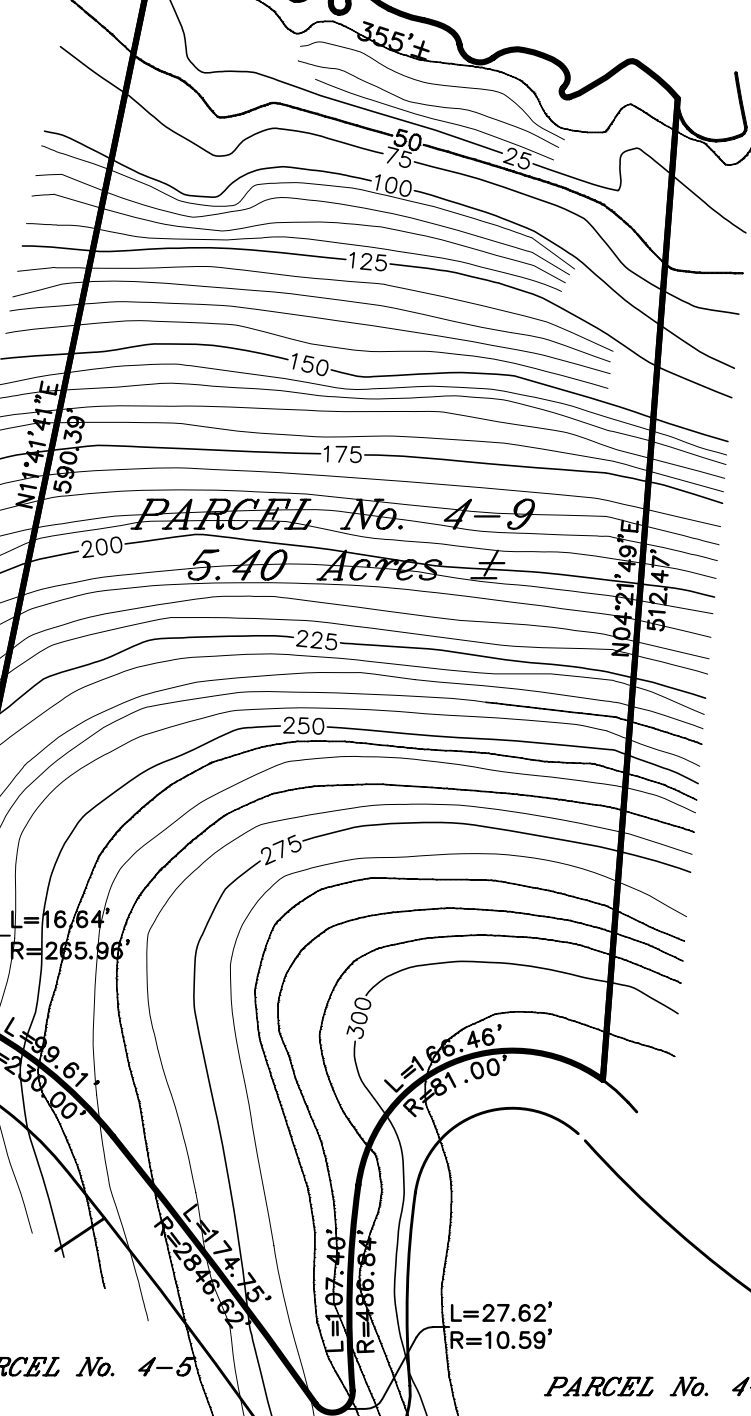 355'±
50
75
25
100
125
150
N11°41'41"E
590.39'
175
PARCEL No. 4-9
5.40 Acres ±
200
N04°21'49"E
512.47'
225
250
275
L=16.64'
R=265.96'
300
L=99.61'
=230.00'
L=166.46'
R=81.00'
L=174.75'
R=2846.62'
L=107.40'
R=486.84'
L=27.62'
R=10.59'
RCEL No. 4-5
PARCEL No. 4-